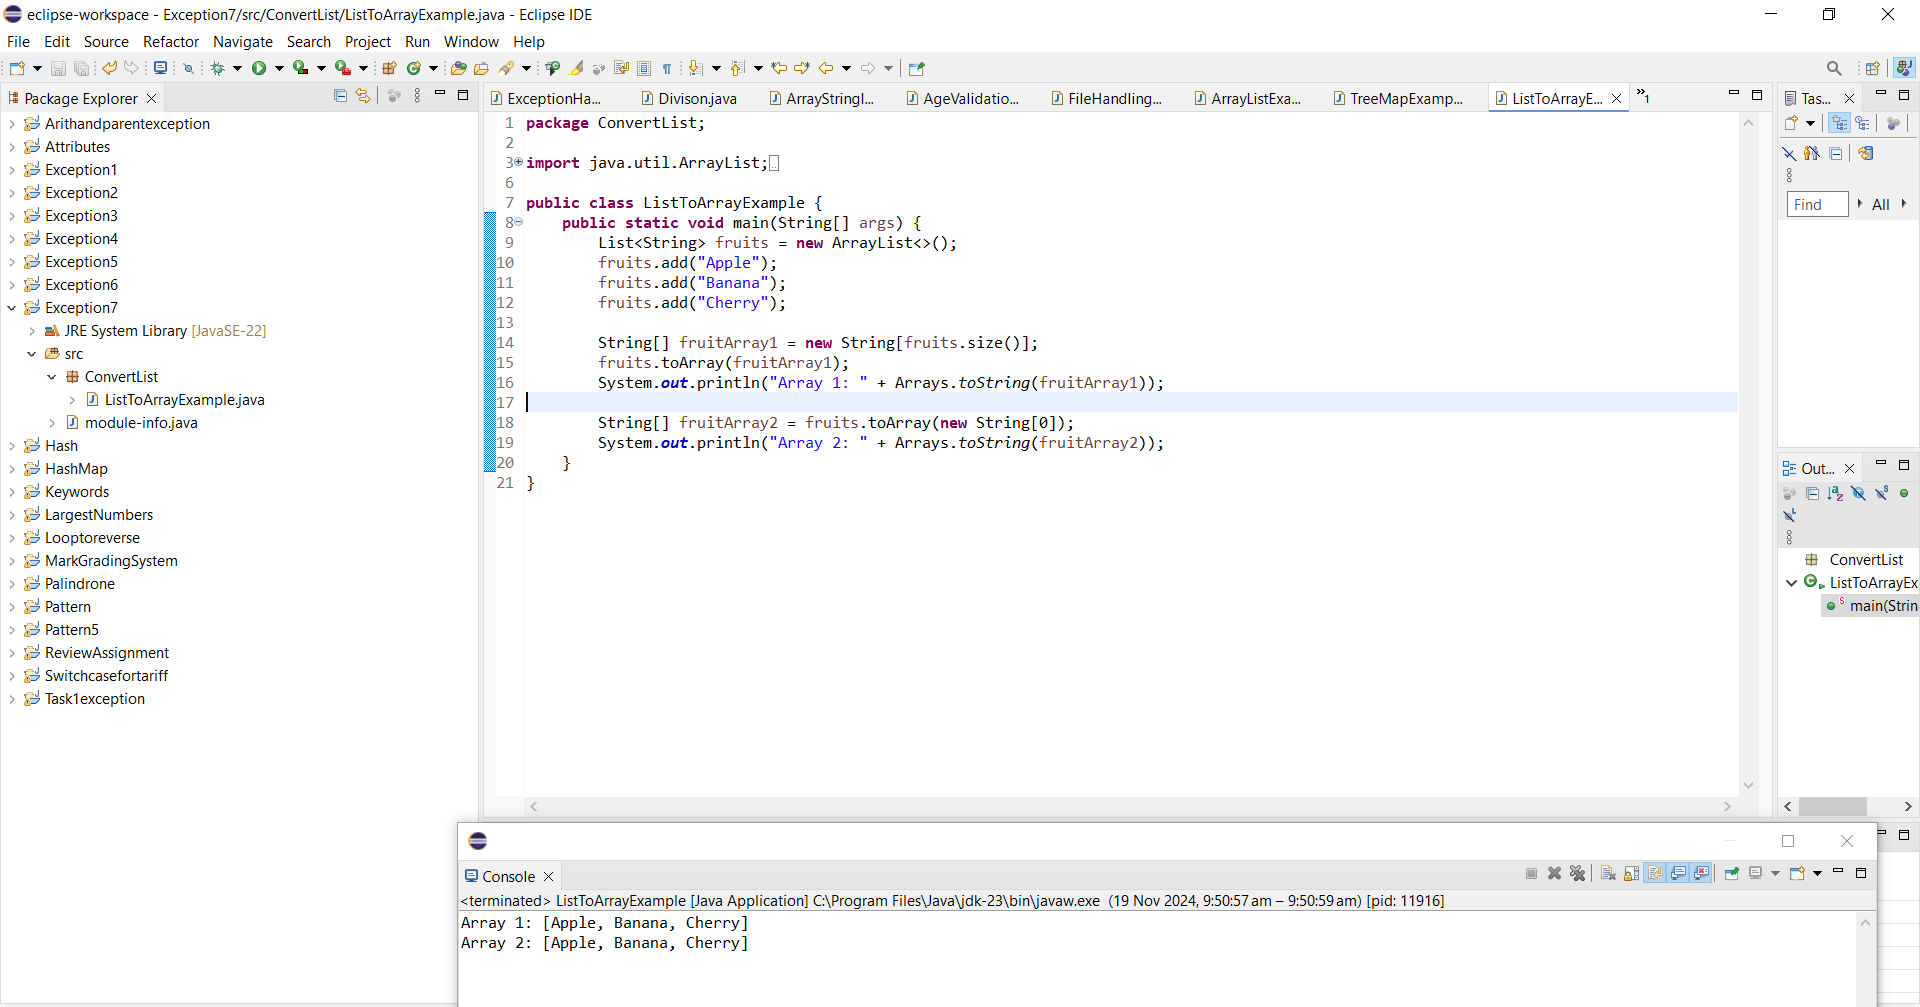 eclipse-workspace - Exception7/src/ConvertList/ListToArrayExample.java - Eclipse IDE
File Edit Source Refactor Navigate Search Project Run Window Help
Package Explorer
Arithandparentexception
Attributes
Exception1
Exception2
Exception3
Exception4
Exception5
Exception6
Exception7
JRE System Library [JavaSE-22]
src
ConvertList
ListToArrayExample.java
module-info.java
Hash
HashMap
Keywords
LargestNumbers
Looptoreverse
MarkGradingSystem
Palindrone
Pattern
Pattern5
ReviewAssignment
Switchcasefortariff
Task1exception
ExceptionHa... Divison.java ArrayStringI... AgeValidatio... FileHandling... ArrayListExa... TreeMapExamp... ListToArrayE... »1
1 package ConvertList;
2
3 import java.util.ArrayList;
6
7 public class ListToArrayExample {
8 public static void main(String[] args) {
9 List<String> fruits = new ArrayList<>();
10 fruits.add("Apple");
11 fruits.add("Banana");
12 fruits.add("Cherry");
13
14 String[] fruitArray1 = new String[fruits.size()];
15 fruits.toArray(fruitArray1);
16 System.out.println("Array 1: " + Arrays.toString(fruitArray1));
17
18 String[] fruitArray2 = fruits.toArray(new String[0]);
19 System.out.println("Array 2: " + Arrays.toString(fruitArray2));
20 }
21 }
Tas...
Find All
Out...
ConvertList
ListToArrayEx
main(Strin
Console
<terminated> ListToArrayExample [Java Application] C:\Program Files\Java\jdk-23\bin\javaw.exe (19 Nov 2024, 9:50:57 am – 9:50:59 am) [pid: 11916]
Array 1: [Apple, Banana, Cherry]
Array 2: [Apple, Banana, Cherry]